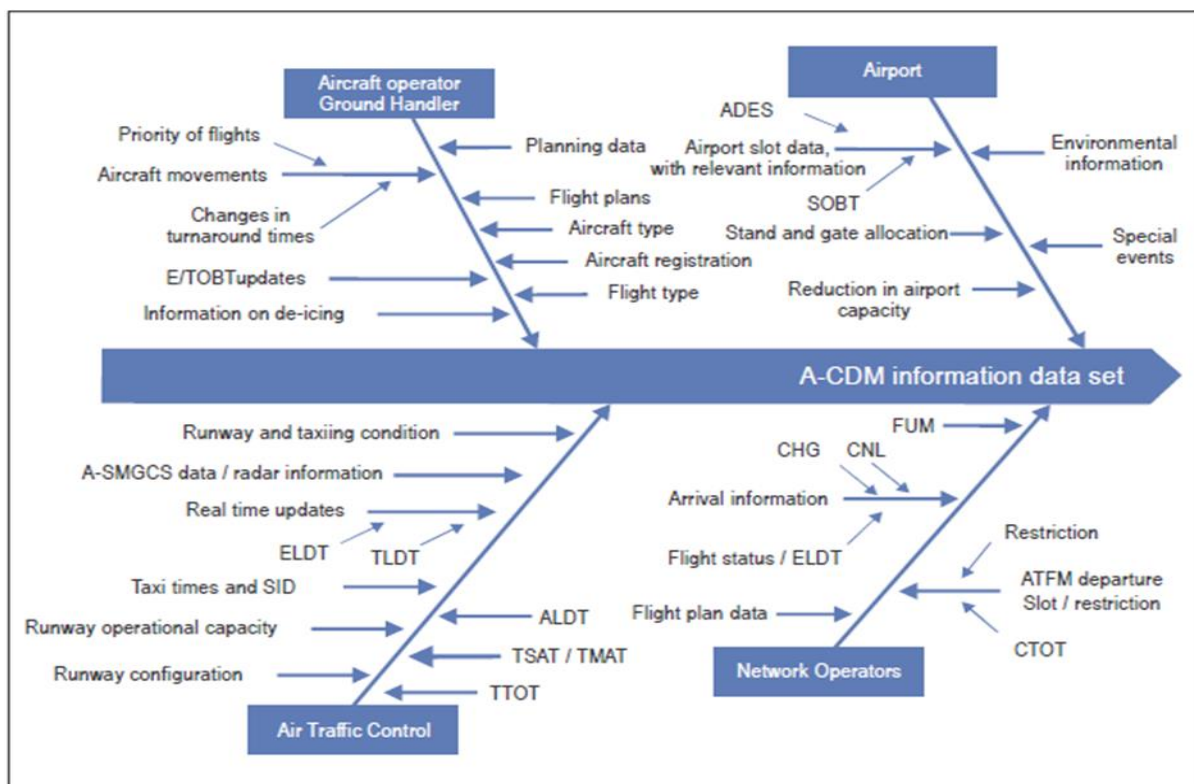 Aircraft operator
Ground Handler
Priority of flights
Aircraft movements
Changes in
turnaround times
E/TOBTupdates
Information on de-icing
Planning data
Flight plans
Aircraft type
Aircraft registration
Flight type
Airport
ADES
Airport slot data,
with relevant information
SOBT
Stand and gate allocation
Reduction in airport
capacity
Environmental
information
Special
events
A-CDM information data set
Runway and taxiing condition
A-SMGCS data / radar information
Real time updates
ELDT
TLDT
Taxi times and SID
Runway operational capacity
Runway configuration
ALDT
TSAT / TMAT
TTOT
Air Traffic Control
FUM
CHG
CNL
Arrival information
Flight status / ELDT
Flight plan data
Restriction
ATFM departure
Slot / restriction
CTOT
Network Operators